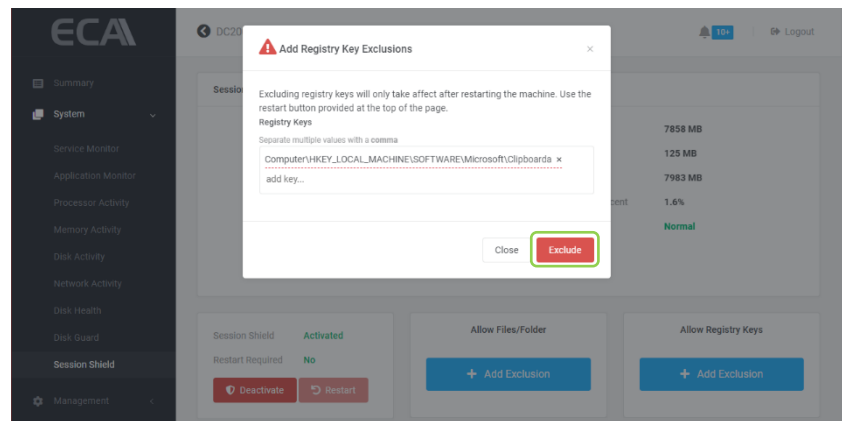 ECA
Summary
System
Service Monitor
Application Monitor
Processor Activity
Memory Activity
Disk Activity
Network Activity
Disk Health
Disk Guard
Session Shield
Management
DC20
10+
Logout
Add Registry Key Exclusions
×
Excluding registry keys will only take affect after restarting the machine. Use the
restart button provided at the top of the page.
Registry Keys
Separate multiple values with a comma
Computer\HKEY_LOCAL_MACHINE\SOFTWARE\Microsoft\Clipboarda ×
add key...
Close
Exclude
7858 MB
125 MB
7983 MB
1.6%
Normal
Session Shield Activated
Restart Required No
Deactivate
Restart
Allow Files/Folder
+ Add Exclusion
Allow Registry Keys
+ Add Exclusion